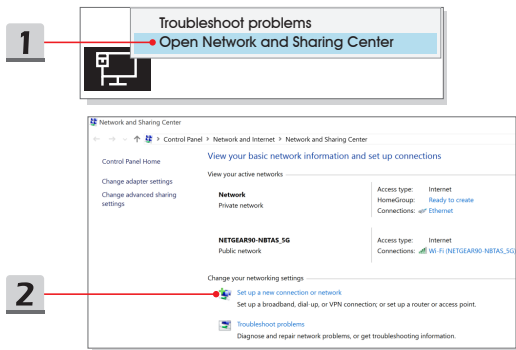 1
Troubleshoot problems
Open Network and Sharing Center
Network and Sharing Center
Control Panel > Network and Internet > Network and Sharing Center
Control Panel Home
Change adapter settings
Change advanced sharing
settings
View your basic network information and set up connections
View your active networks
Network
Private network
Access type: Internet
HomeGroup: Ready to create
Connections: Ethernet
NETGEAR90-NBTAS_5G
Public network
Access type: Internet
Connections: Wi-Fi (NETGEAR90-NBTAS_5G)
Change your networking settings
2
Set up a new connection or network
Set up a broadband, dial-up, or VPN connection; or set up a router or access point.
Troubleshoot problems
Diagnose and repair network problems, or get troubleshooting information.